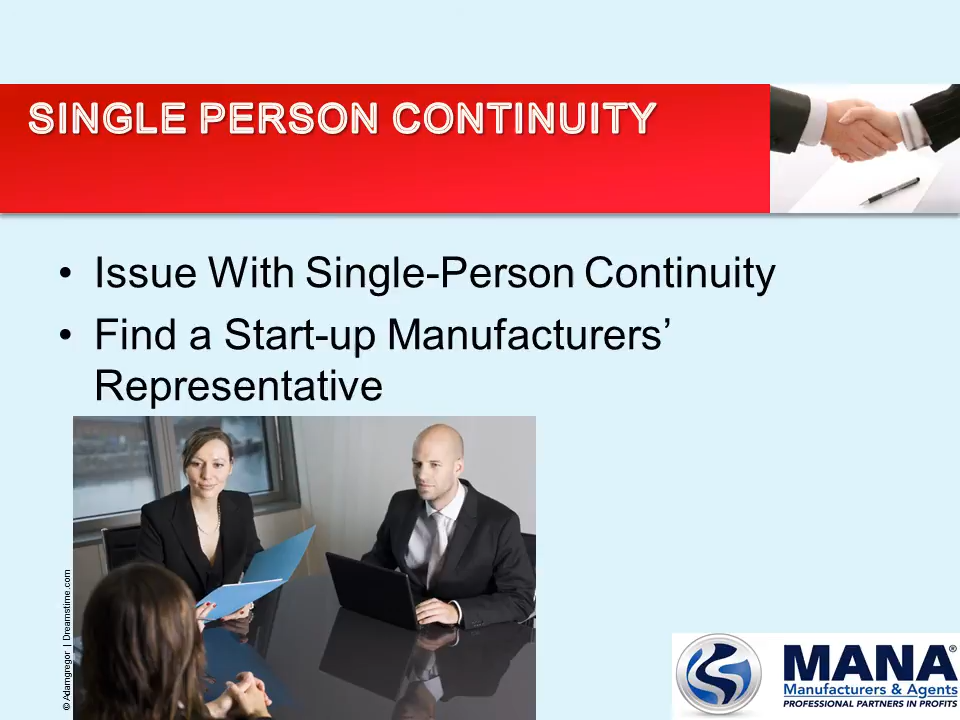 SINGLE PERSON CONTINUITY
• Issue With Single-Person Continuity
• Find a Start-up Manufacturers’
Representative
© Adamgregor | Dreamstime.com
MANA®
Manufacturers & Agents
PROFESSIONAL PARTNERS IN PROFITS